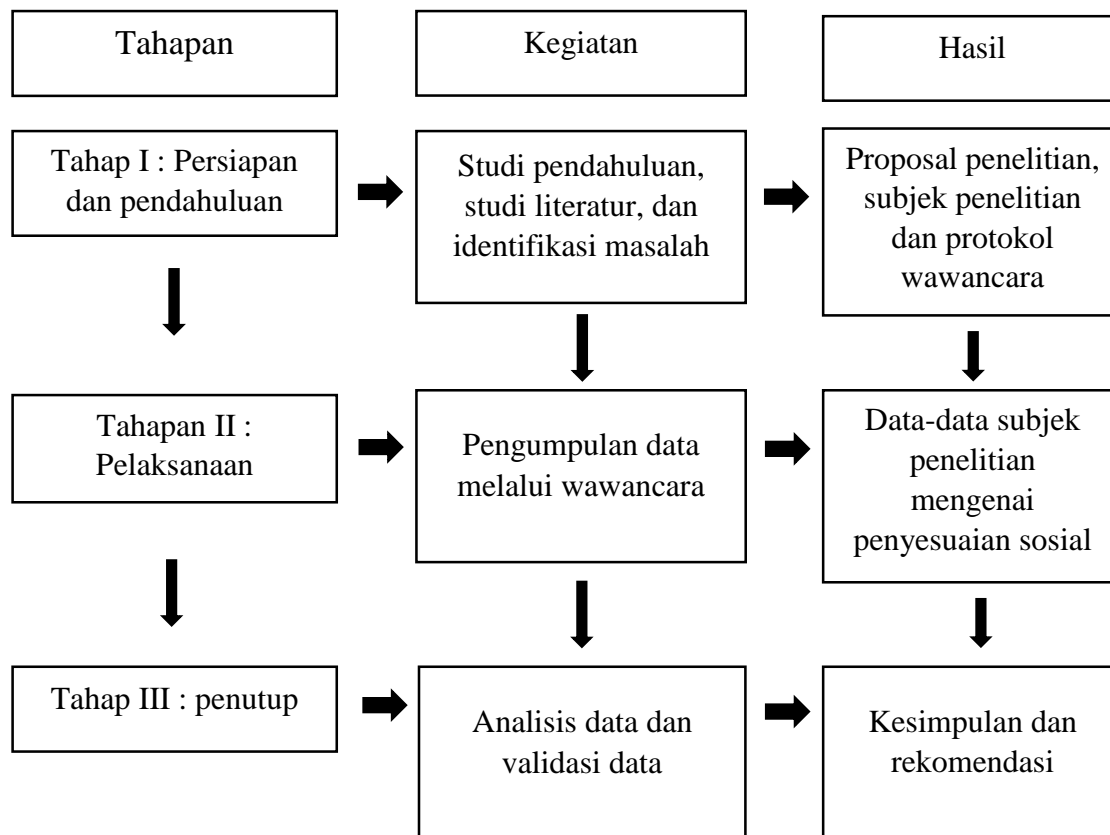 Tahapan
Kegiatan
Hasil
Tahap I : Persiapan
dan pendahuluan
Studi pendahuluan,
studi literatur, dan
identifikasi masalah
Proposal penelitian,
subjek penelitian
dan protokol
wawancara
Tahapan II :
Pelaksanaan
Pengumpulan data
melalui wawancara
Data-data subjek
penelitian
mengenai
penyesuaian sosial
Tahap III : penutup
Analisis data dan
validasi data
Kesimpulan dan
rekomendasi